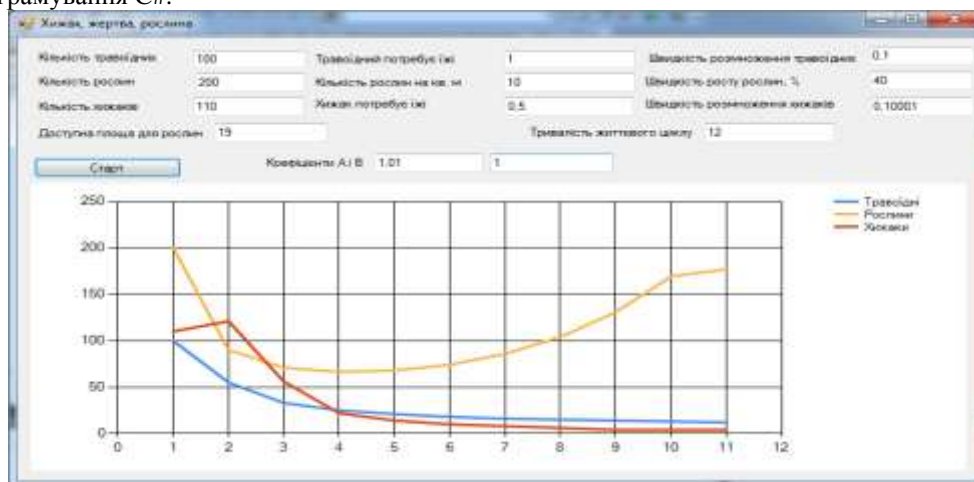 грамування C#.
Хижак, жертва, рослина
Кількість травоїдних 100 Травоїдний потребує їжі 1 Швидкість розмноження травоїдних 0,1
Кількість рослин 200 Кількість рослин на кв. м 10 Швидкість росту рослин, % 40
Кількість хижаків 110 Хижак потребує їжі 0,5 Швидкість розмноження хижаків 0,10001
Доступна площа для рослин 19 Тривалість життєвого циклу 12
Старт Коефіцієнти А і В 1.01 1
250
200
150
100
50
0
0 1 2 3 4 5 6 7 8 9 10 11 12
Травоїдні
Рослини
Хижаки